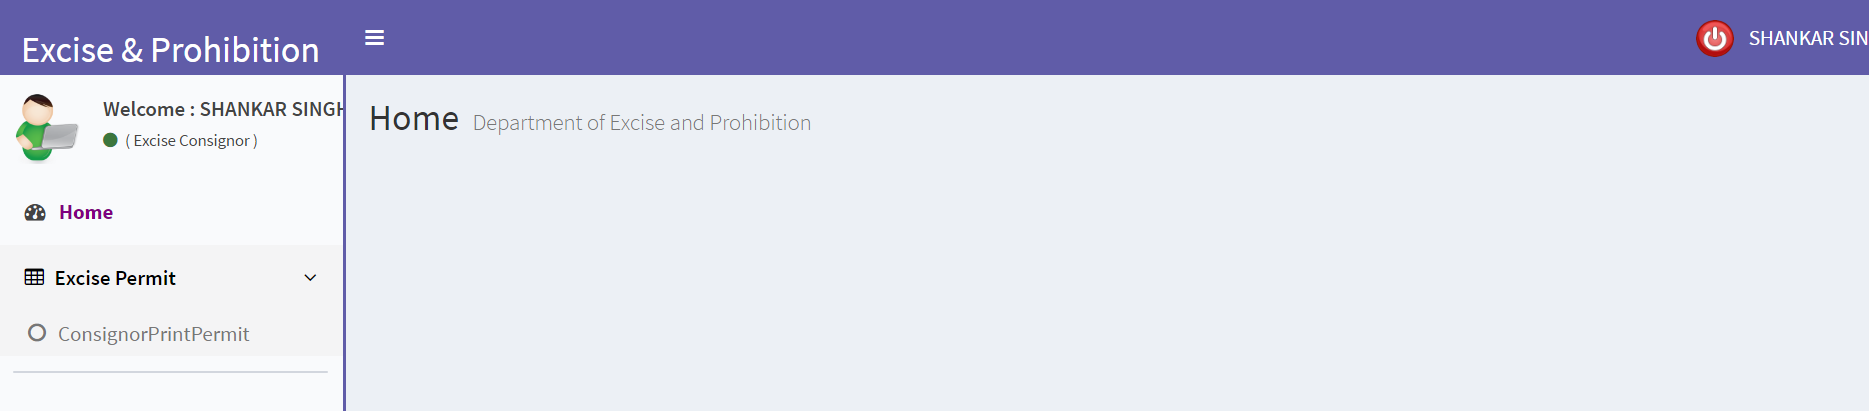 Excise & Prohibition
SHANKAR SIN
Welcome : SHANKAR SINGH
( Excise Consignor )
Home
Excise Permit
ConsignorPrintPermit
Home Department of Excise and Prohibition